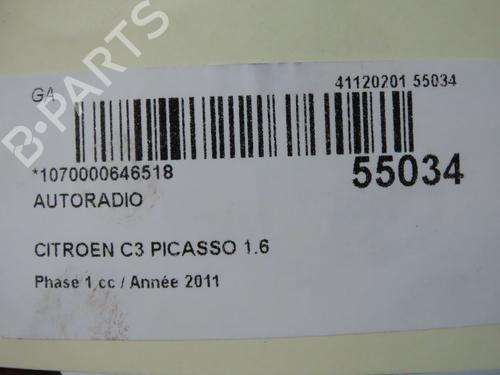 GA
41120201 55034
*1070000646518
55034
AUTORADIO
CITROEN C3 PICASSO 1.6
Phase 1 cc / Année 2011
B-PARTS